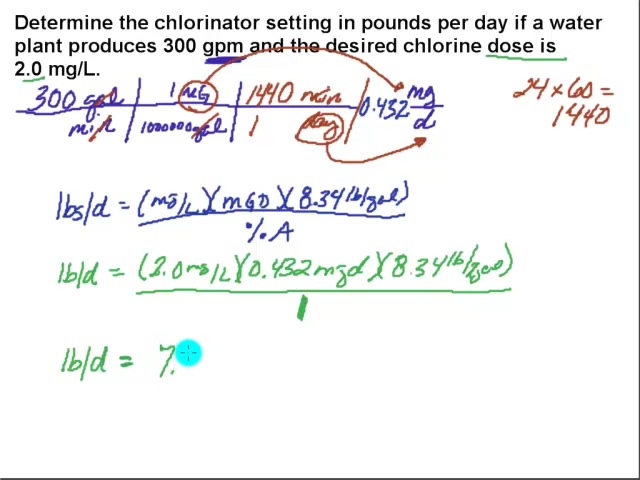 Determine the chlorinator setting in pounds per day if a water
plant produces 300 gpm and the desired chlorine dose is
2.0 mg/L.
300 gal | 1 MG | 1440 min | 0.432 mg
min | 1000000 gal | 1 day | d
24 x 60 =
1440
lbs/d = (mg/L)(MGD)(8.34 lb/gal)
% A
lb/d = (2.0 mg/L)(0.432 mgd)(8.34 lb/gal)
1
lb/d = 7.